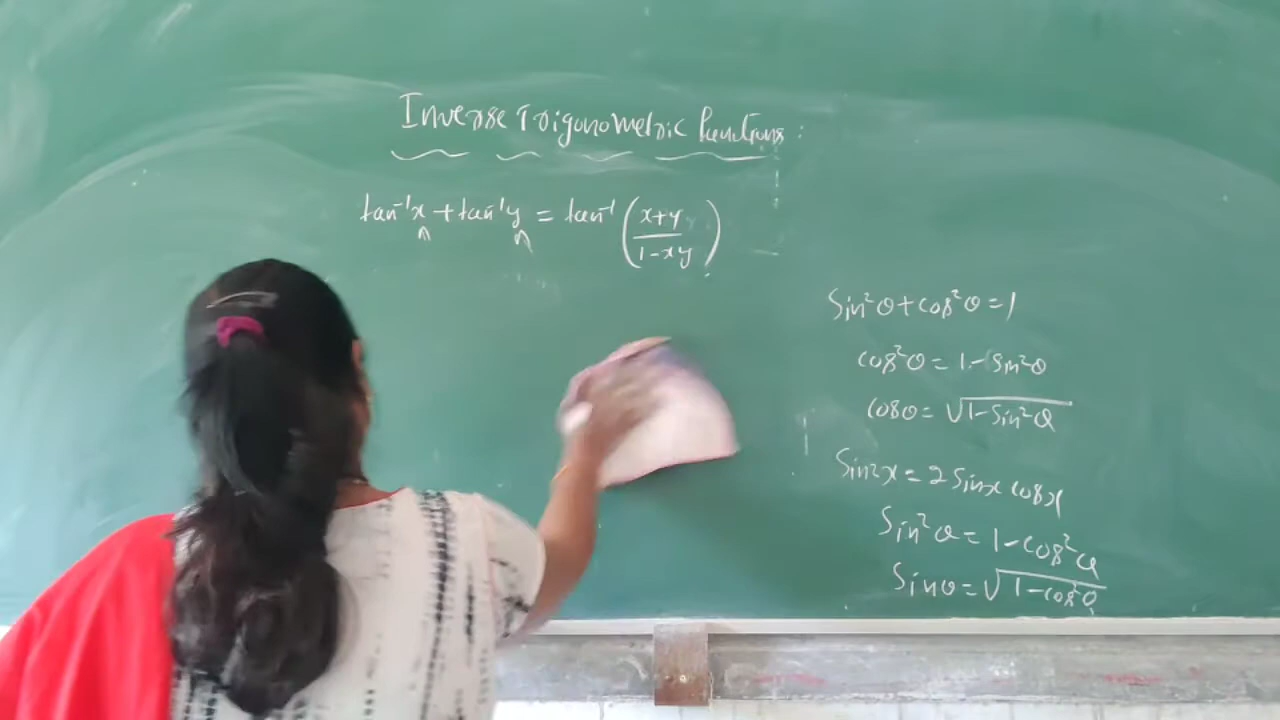 Inverse Trigonometric Functions:
tan⁻¹x + tan⁻¹y = tan⁻¹ (x+y / 1-xy)
Sin²θ + cos²θ = 1
cos²θ = 1 - Sin²θ
cosθ = √1-Sin²θ
Sin2x = 2 Sinx cosx
Sin²θ = 1 - cos²θ
Sinθ = √1-cos²θ